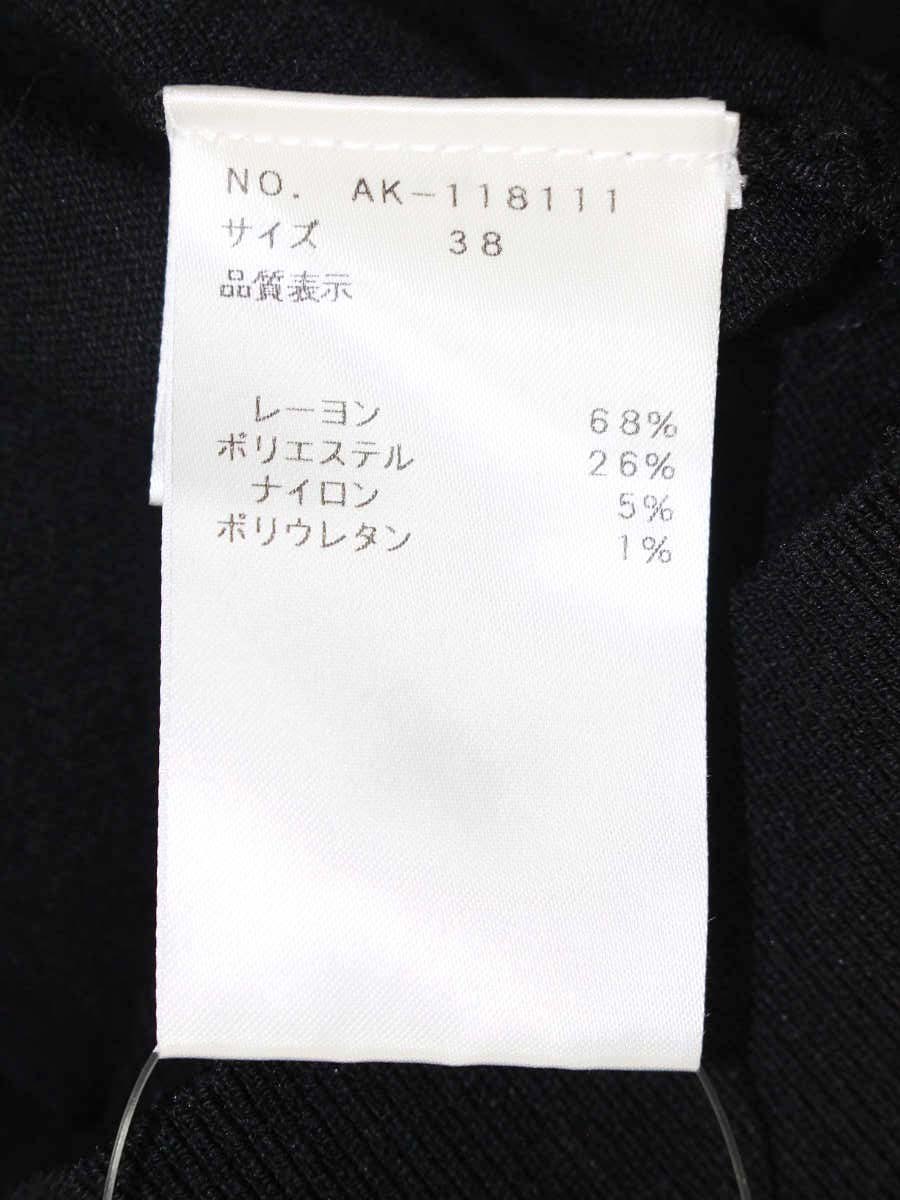 NO. AK-118111
サイズ 38
品質表示
レーヨン 68%
ポリエステル 26%
ナイロン 5%
ポリウレタン 1%